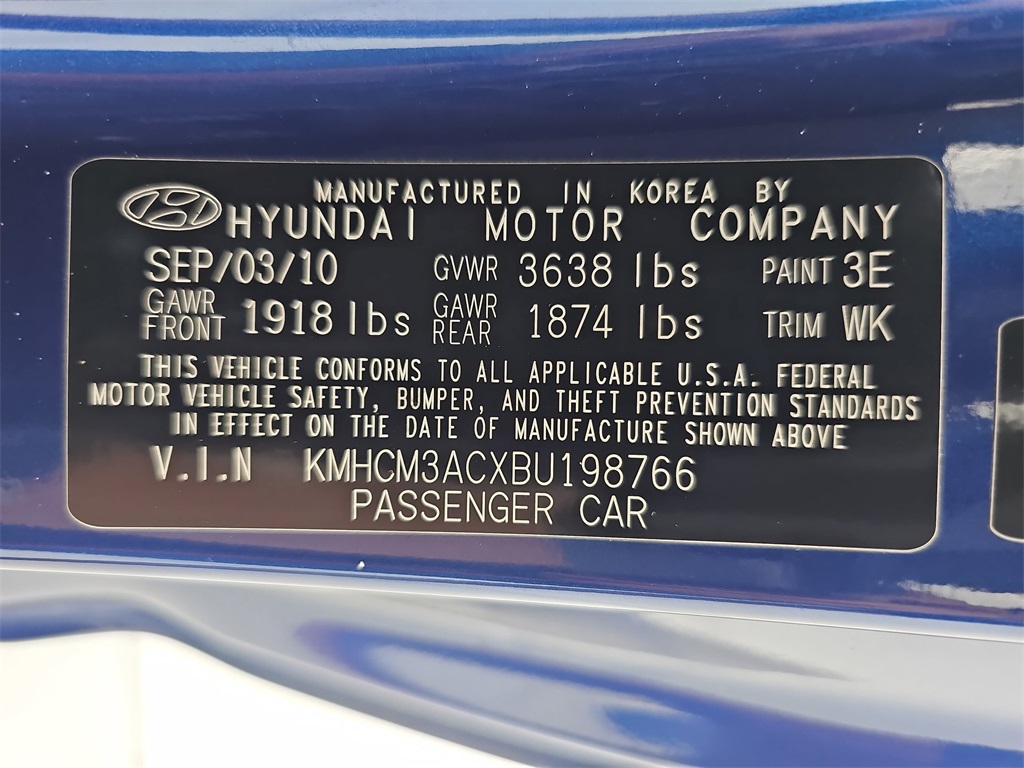 MANUFACTURED IN KOREA BY
HYUNDAI MOTOR COMPANY
SEP/03/10 GVWR 3638 lbs PAINT 3E
GAWR FRONT 1918 lbs GAWR REAR 1874 lbs TRIM WK
THIS VEHICLE CONFORMS TO ALL APPLICABLE U.S.A. FEDERAL
MOTOR VEHICLE SAFETY, BUMPER, AND THEFT PREVENTION STANDARDS
IN EFFECT ON THE DATE OF MANUFACTURE SHOWN ABOVE
V.I.N KMHCM3ACXBU198766
PASSENGER CAR